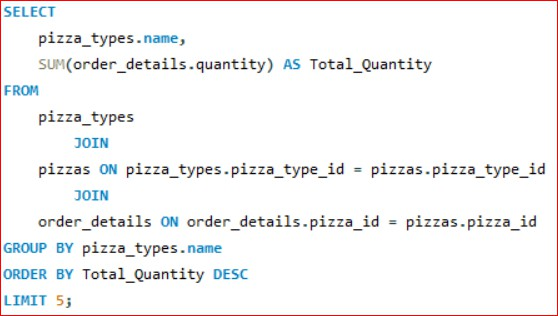 SELECT
pizza_types.name,
SUM(order_details.quantity) AS Total_Quantity
FROM
pizza_types
JOIN
pizzas ON pizza_types.pizza_type_id = pizzas.pizza_type_id
JOIN
order_details ON order_details.pizza_id = pizzas.pizza_id
GROUP BY pizza_types.name
ORDER BY Total_Quantity DESC
LIMIT 5;